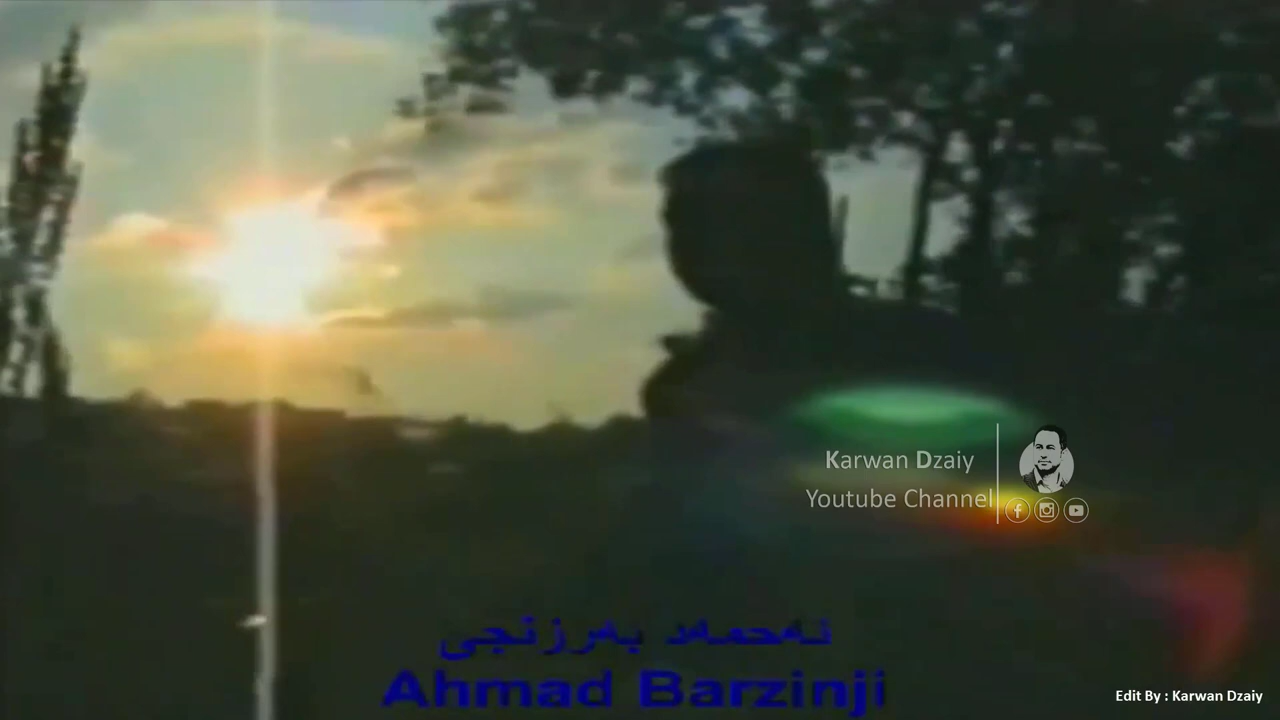 Karwan Dzaiy
Youtube Channel
ئەحمەد بەرزنجی
Ahmad Barzinji
Edit By : Karwan Dzaiy